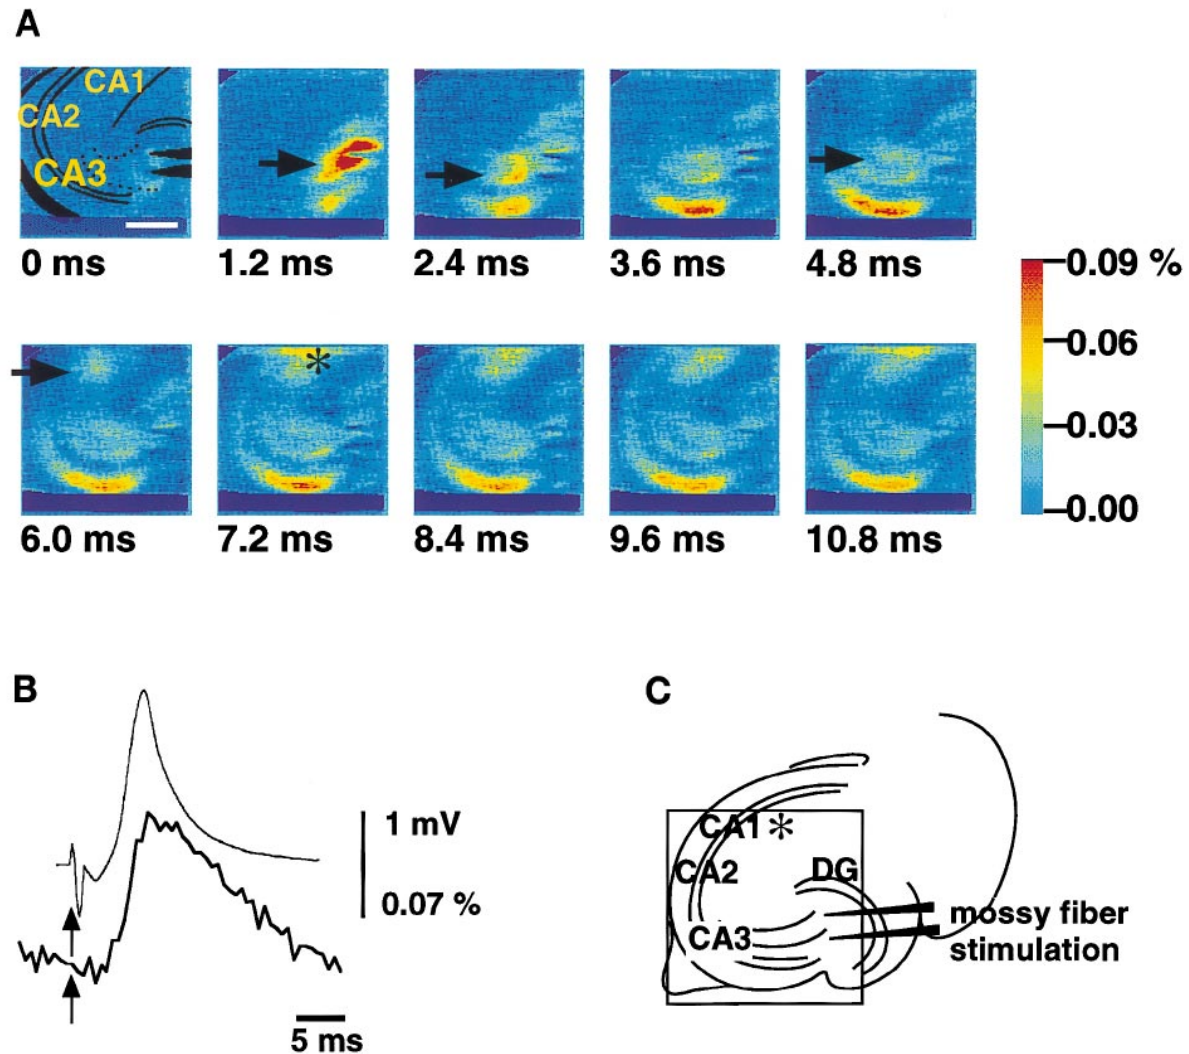 A
CA1
CA2
CA3
0 ms
1.2 ms
2.4 ms
3.6 ms
4.8 ms
0.09 %
0.06
0.03
0.00
*
6.0 ms
7.2 ms
8.4 ms
9.6 ms
10.8 ms
B
1 mV
0.07 %
5 ms
C
CA1 *
CA2
DG
CA3
mossy fiber
stimulation